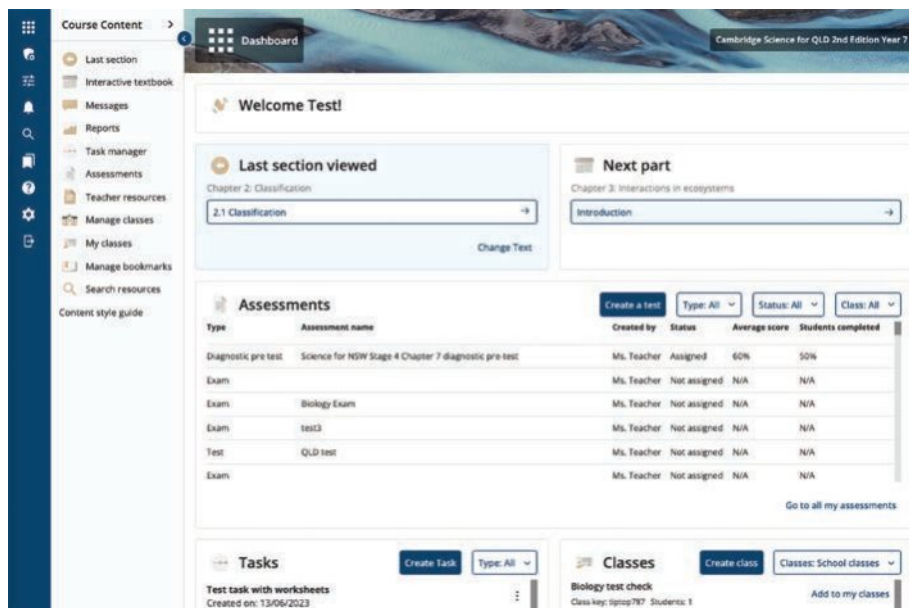 Course Content >
Last section
Interactive textbook
Messages
Reports
Task manager
Assessments
Teacher resources
Manage classes
My classes
Manage bookmarks
Search resources
Content style guide
Dashboard
Cambridge Science for QLD 2nd Edition Year 7
Welcome Test!
Last section viewed
Chapter 2: Classification
2.1 Classification
Change Text
Next part
Chapter 3: Interactions in ecosystems
Introduction
Assessments
Create a test Type: All Status: All Class: All
Type Assessment name Created by Status Average score Students completed
Diagnostic pre test Science for NSW Stage 4 Chapter 7 diagnostic pre-test Ms. Teacher Assigned 60% 50%
Exam Ms. Teacher Not assigned N/A N/A
Exam Biology Exam Ms. Teacher Not assigned N/A N/A
Exam test3 Ms. Teacher Not assigned N/A N/A
Test QLD test Ms. Teacher Not assigned N/A N/A
Exam Ms. Teacher Not assigned N/A N/A
Go to all my assessments
Tasks Create Task Type: All
Test task with worksheets
Created on: 13/06/2023
Classes Create class Classes: School classes
Biology test check
Add to my classes
Class key: tiptop787 Students: 1